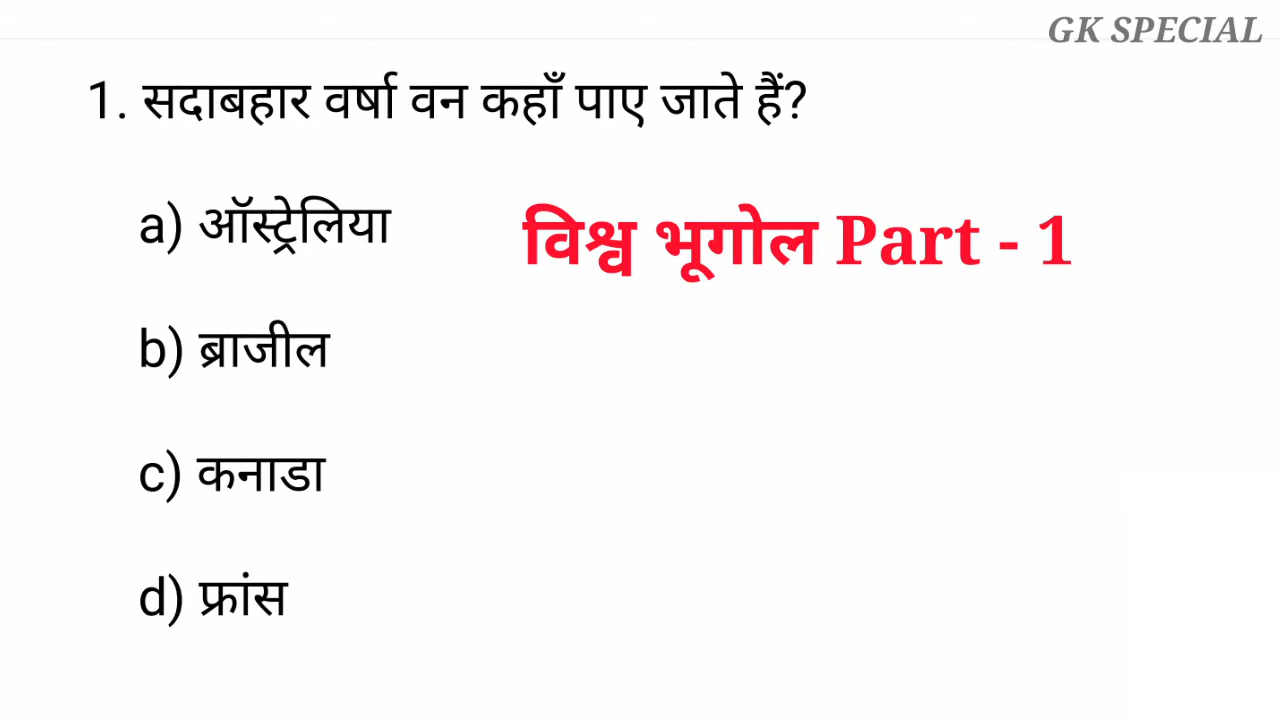 GK SPECIAL
1. सदाबहार वर्षा वन कहाँ पाए जाते हैं?
a) ऑस्ट्रेलिया
विश्व भूगोल Part - 1
b) ब्राजील
c) कनाडा
d) फ्रांस